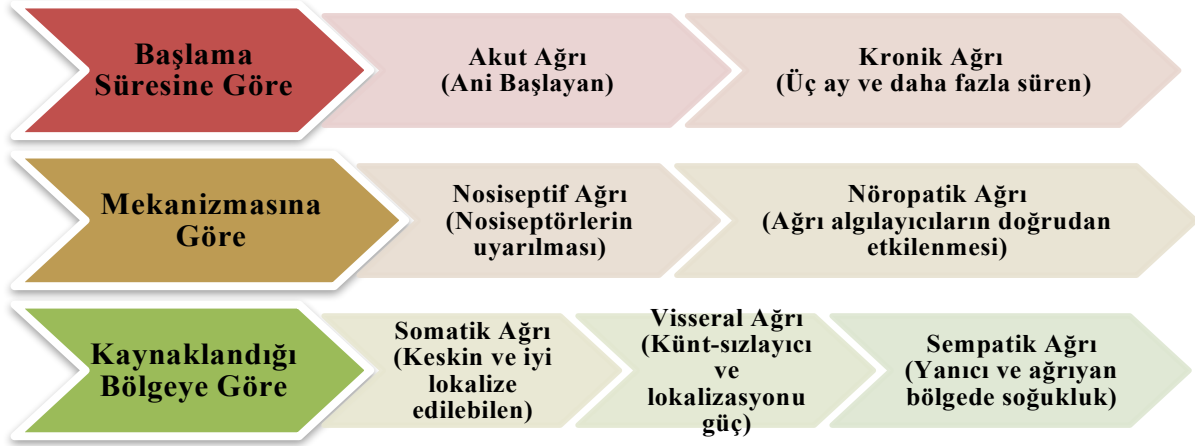 Başlama
Süresine Göre
Akut Ağrı
(Ani Başlayan)
Kronik Ağrı
(Üç ay ve daha fazla süren)
Mekanizmasına
Göre
Nosiseptif Ağrı
(Nosiseptörlerin
uyarılması)
Nöropatik Ağrı
(Ağrı algılayıcıların doğrudan
etkilenmesi)
Kaynaklandığı
Bölgeye Göre
Somatik Ağrı
(Keskin ve iyi
lokalize
edilebilen)
Visseral Ağrı
(Künt-sızlayıcı
ve
lokalizasyonu
güç)
Sempatik Ağrı
(Yanıcı ve ağrıyan
bölgede soğukluk)